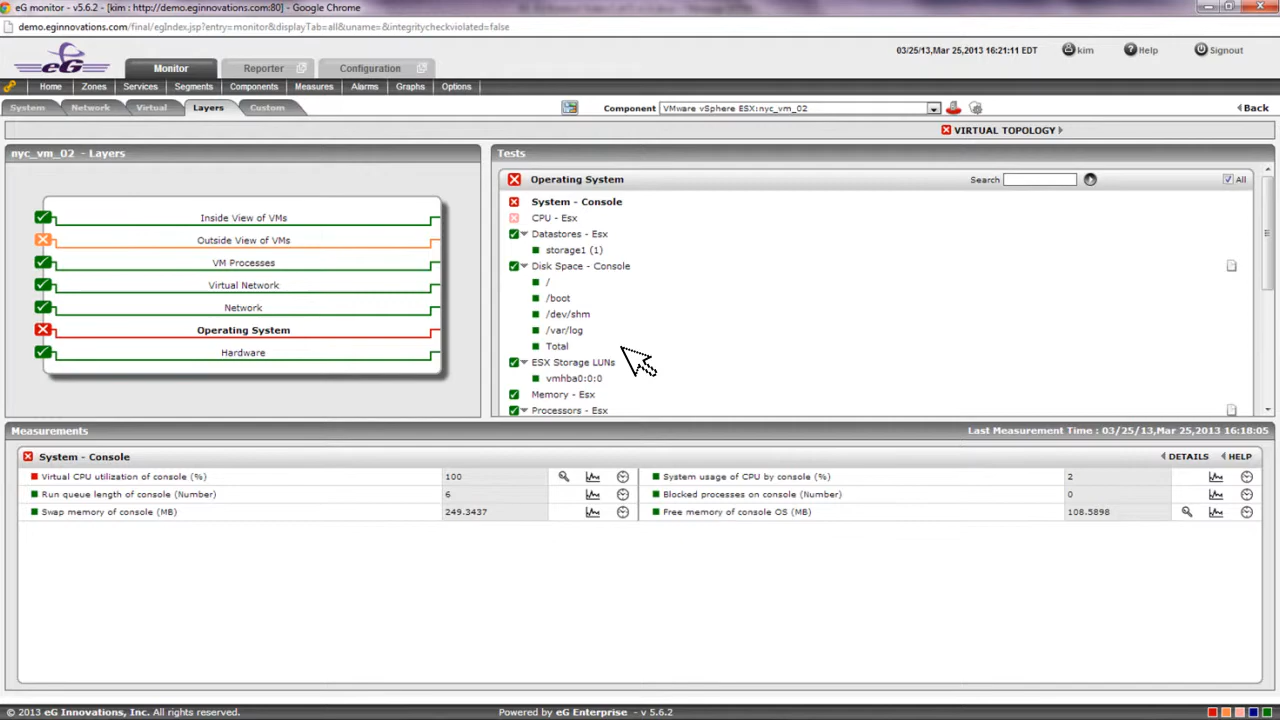 eG monitor - v5.6.2 - [kim : http://demo.eginnovations.com:80] - Google Chrome
demo.eginnovations.com/final/egIndex.jsp?entry=monitor&displayTab=all&uname=&integritycheckviolated=false
eG
Monitor Reporter Configuration 03/25/13,Mar 25,2013 16:21:11 EDT kim Help Signout
Home Zones Services Segments Components Measures Alarms Graphs Options
System Network Virtual Layers Custom Component VMware vSphere ESX:nyc_vm_02 Back
VIRTUAL TOPOLOGY
nyc_vm_02 - Layers
Inside View of VMs
Outside View of VMs
VM Processes
Virtual Network
Network
Operating System
Hardware
Tests
Operating System Search All
System - Console
CPU - Esx
Datastores - Esx
storage1 (1)
Disk Space - Console
/
/boot
/dev/shm
/var/log
Total
ESX Storage LUNs
vmhba0:0:0
Memory - Esx
Processors - Esx
Measurements Last Measurement Time : 03/25/13,Mar 25,2013 16:18:05
System - Console DETAILS HELP
Virtual CPU utilization of console (%) 100 System usage of CPU by console (%) 2
Run queue length of console (Number) 6 Blocked processes on console (Number) 0
Swap memory of console (MB) 249.3437 Free memory of console OS (MB) 108.5898
© 2013 eG Innovations, Inc. All rights reserved. Powered by eG Enterprise - v 5.6.2